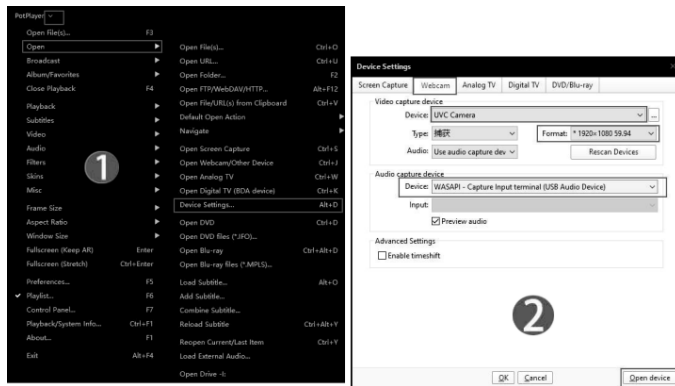 PotPlayer
Open File(s)... F3
Open
Broadcast
Album/Favorites
Close Playback F4
Playback
Subtitles
Video
Audio
Filters
Skins
Misc
Frame Size
Aspect Ratio
Window Size
Fullscreen (Keep AR) Enter
Fullscreen (Stretch) Ctrl+Enter
Preferences... F5
Playlist... F6
Control Panel... F7
Playback/System Info... Ctrl+F1
About... F1
Exit Alt+F4
1
Open File(s)... Ctrl+O
Open URL... Ctrl+U
Open Folder... F2
Open FTP/WebDAV/HTTP... Alt+F12
Open File/URL(s) from Clipboard Ctrl+V
Default Open Action
Navigate
Open Screen Capture Ctrl+S
Open Webcam/Other Device Ctrl+J
Open Analog TV Ctrl+W
Open Digital TV (BDA device) Ctrl+K
Device Settings... Alt+D
Open DVD Ctrl+D
Open DVD files (*.IFO)...
Open Blu-ray Ctrl+Alt+D
Open Blu-ray files (*.MPLS)...
Load Subtitle... Alt+O
Add Subtitle...
Combine Subtitle...
Reload Subtitle Ctrl+Alt+Y
Reopen Current/Last Item Ctrl+Y
Load External Audio...
Open Drive -I:
Device Settings
Screen Capture Webcam Analog TV Digital TV DVD/Blu-ray
Video capture device
Device: UVC Camera ...
Type: 捕获 Format: * 1920×1080 59.94
Audio: Use audio capture dev Rescan Devices
Audio capture device
Device: WASAPI - Capture Input terminal (USB Audio Device)
Input:
Preview audio
Advanced Settings
Enable timeshift
2
OK Cancel Open device